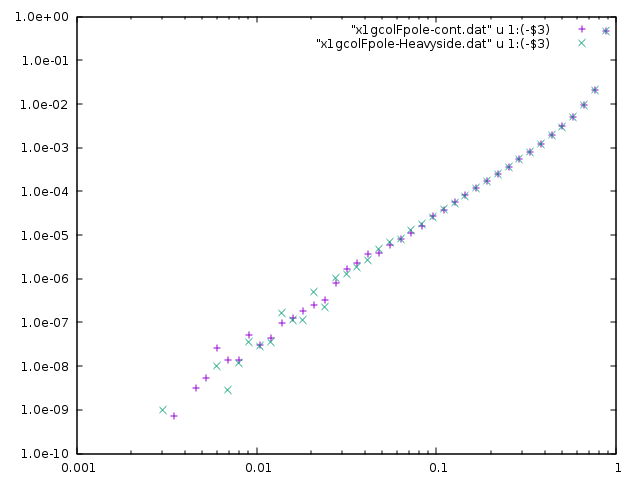 "x1gcolFpole-cont.dat" u 1:(-$3)
"x1gcolFpole-Heavyside.dat" u 1:(-$3)
1.0e+00
1.0e-01
1.0e-02
1.0e-03
1.0e-04
1.0e-05
1.0e-06
1.0e-07
1.0e-08
1.0e-09
1.0e-10
0.001 0.01 0.1 1